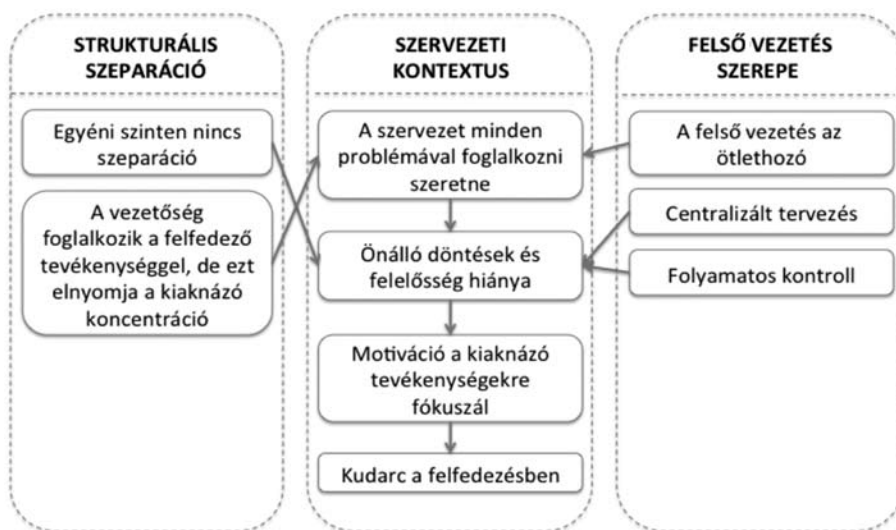 STRUKTURÁLIS
SZEPARÁCIÓ
Egyéni szinten nincs
szeparáció
A vezetőség
foglalkozik a felfedező
tevékenységgel, de ezt
elnyomja a kiaknázó
koncentráció
SZERVEZETI
KONTEXTUS
A szervezet minden
problémával foglalkozni
szeretne
Önálló döntések és
felelősség hiánya
Motiváció a kiaknázó
tevékenységekre
fókuszál
Kudarc a felfedezésben
FELSŐ VEZETÉS
SZEREPE
A felső vezetés az
ötlethozó
Centralizált tervezés
Folyamatos kontroll